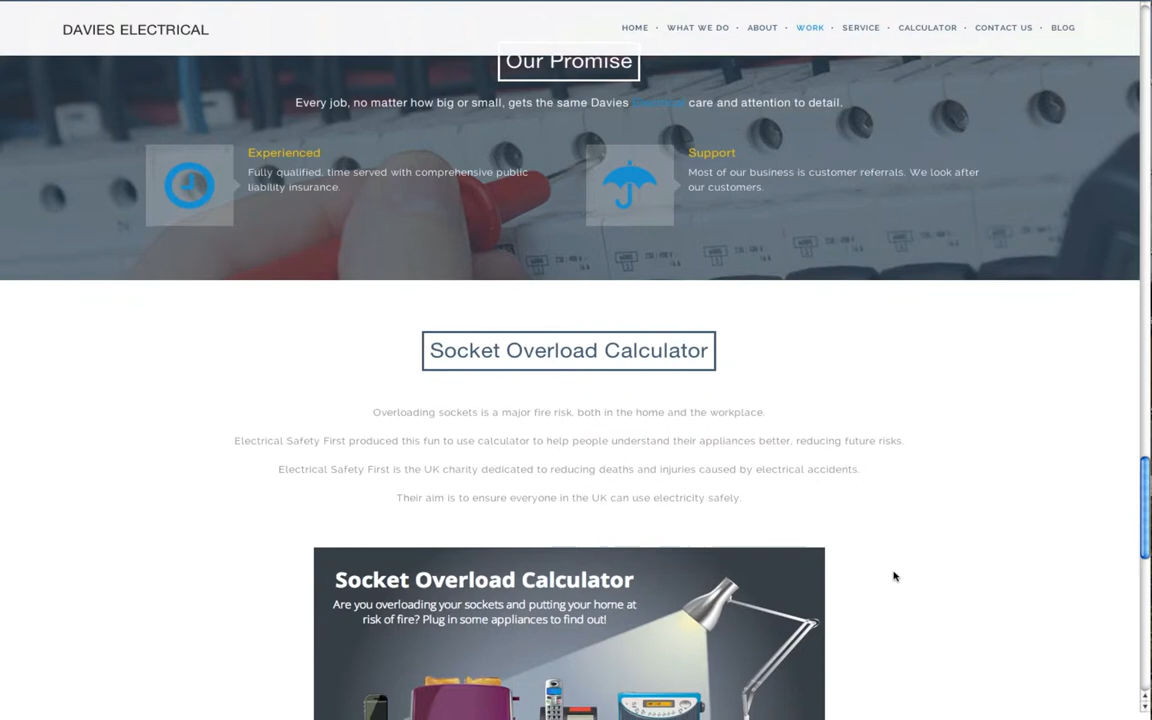 DAVIES ELECTRICAL
HOME · WHAT WE DO · ABOUT · WORK · SERVICE · CALCULATOR · CONTACT US · BLOG
Our Promise
Every job, no matter how big or small, gets the same Davies Electrical care and attention to detail.
Experienced
Fully qualified, time served with comprehensive public
liability insurance.
Support
Most of our business is customer referrals. We look after
our customers.
Socket Overload Calculator
Overloading sockets is a major fire risk, both in the home and the workplace.
Electrical Safety First produced this fun to use calculator to help people understand their appliances better, reducing future risks.
Electrical Safety First is the UK charity dedicated to reducing deaths and injuries caused by electrical accidents.
Their aim is to ensure everyone in the UK can use electricity safely.
Socket Overload Calculator
Are you overloading your sockets and putting your home at
risk of fire? Plug in some appliances to find out!